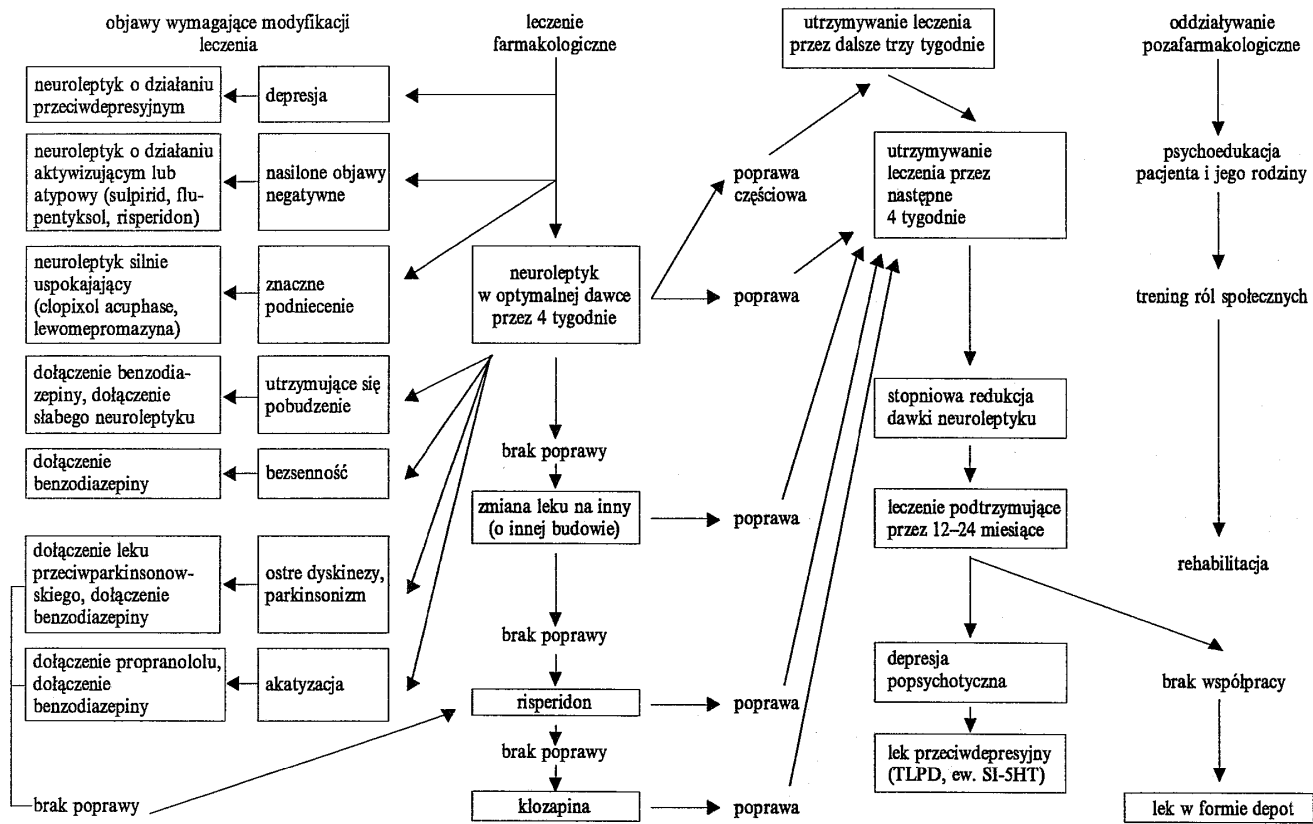 objawy wymagające modyfikacji
leczenia
neuroleptyk o działaniu
przeciwdepresyjnym
depresja
neuroleptyk o działaniu
aktywizującym lub
atypowy (sulpirid, flu-
pentyksol, risperidon)
nasilone objawy
negatywne
neuroleptyk silnie
uspokajający
(clopixol acuphase,
lewomepromazyna)
znaczne
podniecenie
dołączenie benzodia-
zepiny, dołączenie
słabego neuroleptyku
utrzymujące się
pobudzenie
dołączenie
benzodiazepiny
bezsenność
dołączenie leku
przeciwparkinsonow-
skiego, dołączenie
benzodiazepiny
ostre dyskinezy,
parkinsonizm
dołączenie propranololu,
dołączenie
benzodiazepiny
akatyzacja
brak poprawy
leczenie
farmakologiczne
neuroleptyk
w optymalnej dawce
przez 4 tygodnie
brak poprawy
zmiana leku na inny
(o innej budowie)
brak poprawy
risperidon
brak poprawy
klozapina
poprawa
częściowa
poprawa
poprawa
poprawa
poprawa
utrzymywanie leczenia
przez dalsze trzy tygodnie
utrzymywanie
leczenia przez
następne
4 tygodnie
stopniowa redukcja
dawki neuroleptyku
leczenie podtrzymujące
przez 12–24 miesiące
depresja
popsychotyczna
lek przeciwdepresyjny
(TLPD, ew. SI-5HT)
oddziaływanie
pozafarmakologiczne
psychoedukacja
pacjenta i jego rodziny
trening ról społecznych
rehabilitacja
brak współpracy
lek w formie depot